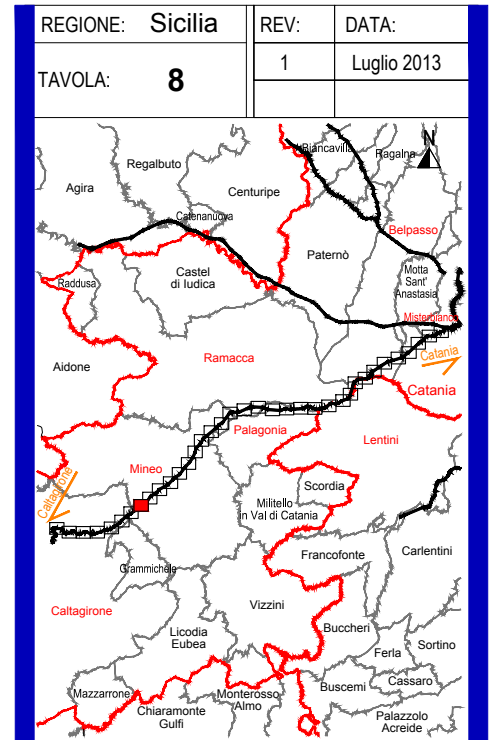 REGIONE: Sicilia
REV:
DATA:
TAVOLA: 8
1
Luglio 2013
N
Biancavilla
Ragalna
Regalbuto
Agira
Centuripe
Catenanuova
Belpasso
Paternò
Castel
di Iudica
Raddusa
Motta
Sant'
Anastasia
Misterbianco
Ramacca
Catania
Aidone
Catania
Palagonia
Lentini
Mineo
Caltagirone
Scordia
Militello
in Val di Catania
Francofonte
Carlentini
Grammichele
Caltagirone
Vizzini
Licodia
Eubea
Buccheri
Ferla
Sortino
Cassaro
Buscemi
Mazzarrone
Monterosso
Almo
Chiaramonte
Gulfi
Palazzolo
Acreide